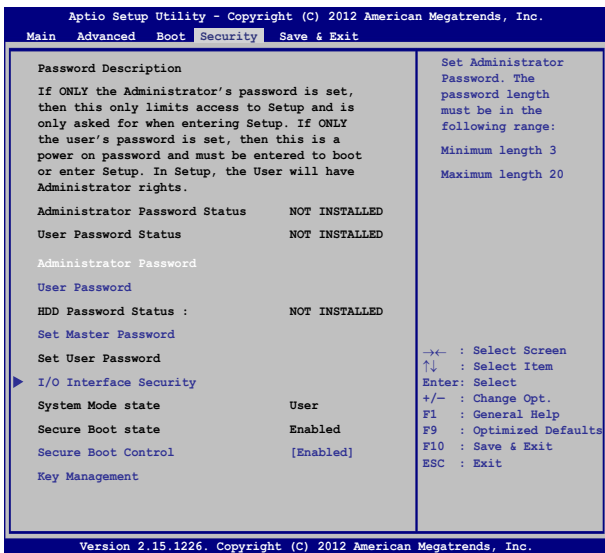 Aptio Setup Utility - Copyright (C) 2012 American Megatrends, Inc.
Main Advanced Boot Security Save & Exit
Password Description
If ONLY the Administrator's password is set,
then this only limits access to Setup and is
only asked for when entering Setup. If ONLY
the user's password is set, then this is a
power on password and must be entered to boot
or enter Setup. In Setup, the User will have
Administrator rights.
Administrator Password Status NOT INSTALLED
User Password Status NOT INSTALLED
Administrator Password
User Password
HDD Password Status : NOT INSTALLED
Set Master Password
Set User Password
I/O Interface Security
System Mode state User
Secure Boot state Enabled
Secure Boot Control [Enabled]
Key Management
Set Administrator
Password. The
password length
must be in the
following range:
Minimum length 3
Maximum length 20
→← : Select Screen
↑↓ : Select Item
Enter: Select
+/— : Change Opt.
F1 : General Help
F9 : Optimized Defaults
F10 : Save & Exit
ESC : Exit
Version 2.15.1226. Copyright (C) 2012 American Megatrends, Inc.